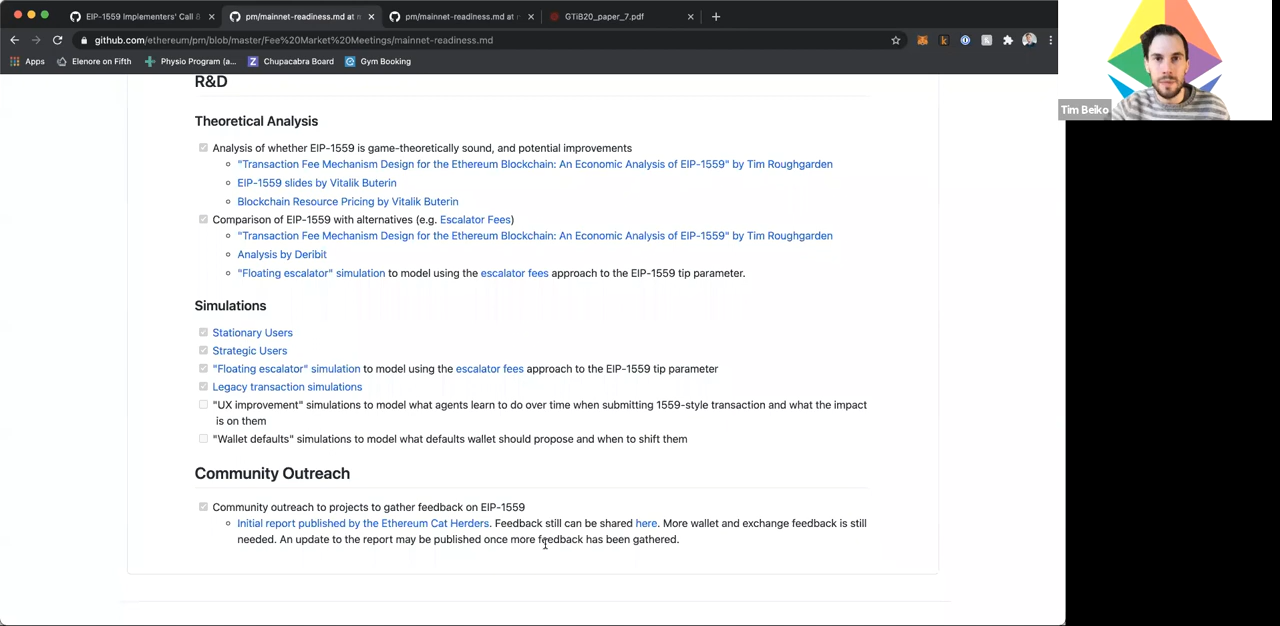 EIP-1559 Implementers' Call 8
pm/mainnet-readiness.md at m
pm/mainnet-readiness.md at
GTiB20_paper_7.pdf
github.com/ethereum/pm/blob/master/Fee%20Market%20Meetings/mainnet-readiness.md
Apps
Elenore on Fifth
Physio Program (a...
Chupacabra Board
Gym Booking
Tim Beiko
R&D
Theoretical Analysis
Analysis of whether EIP-1559 is game-theoretically sound, and potential improvements
"Transaction Fee Mechanism Design for the Ethereum Blockchain: An Economic Analysis of EIP-1559" by Tim Roughgarden
EIP-1559 slides by Vitalik Buterin
Blockchain Resource Pricing by Vitalik Buterin
Comparison of EIP-1559 with alternatives (e.g. Escalator Fees)
"Transaction Fee Mechanism Design for the Ethereum Blockchain: An Economic Analysis of EIP-1559" by Tim Roughgarden
Analysis by Deribit
"Floating escalator" simulation to model using the escalator fees approach to the EIP-1559 tip parameter.
Simulations
Stationary Users
Strategic Users
"Floating escalator" simulation to model using the escalator fees approach to the EIP-1559 tip parameter
Legacy transaction simulations
"UX improvement" simulations to model what agents learn to do over time when submitting 1559-style transaction and what the impact
is on them
"Wallet defaults" simulations to model what defaults wallet should propose and when to shift them
Community Outreach
Community outreach to projects to gather feedback on EIP-1559
Initial report published by the Ethereum Cat Herders. Feedback still can be shared here. More wallet and exchange feedback is still
needed. An update to the report may be published once more feedback has been gathered.